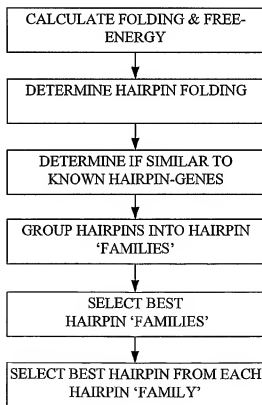 CALCULATE FOLDING & FREE-
ENERGY
DETERMINE HAIRPIN FOLDING
DETERMINE IF SIMILAR TO
KNOWN HAIRPIN-GENES
GROUP HAIRPINS INTO HAIRPIN
‘FAMILIES’
SELECT BEST
HAIRPIN ‘FAMILIES’
SELECT BEST HAIRPIN FROM EACH
HAIRPIN ‘FAMILY’